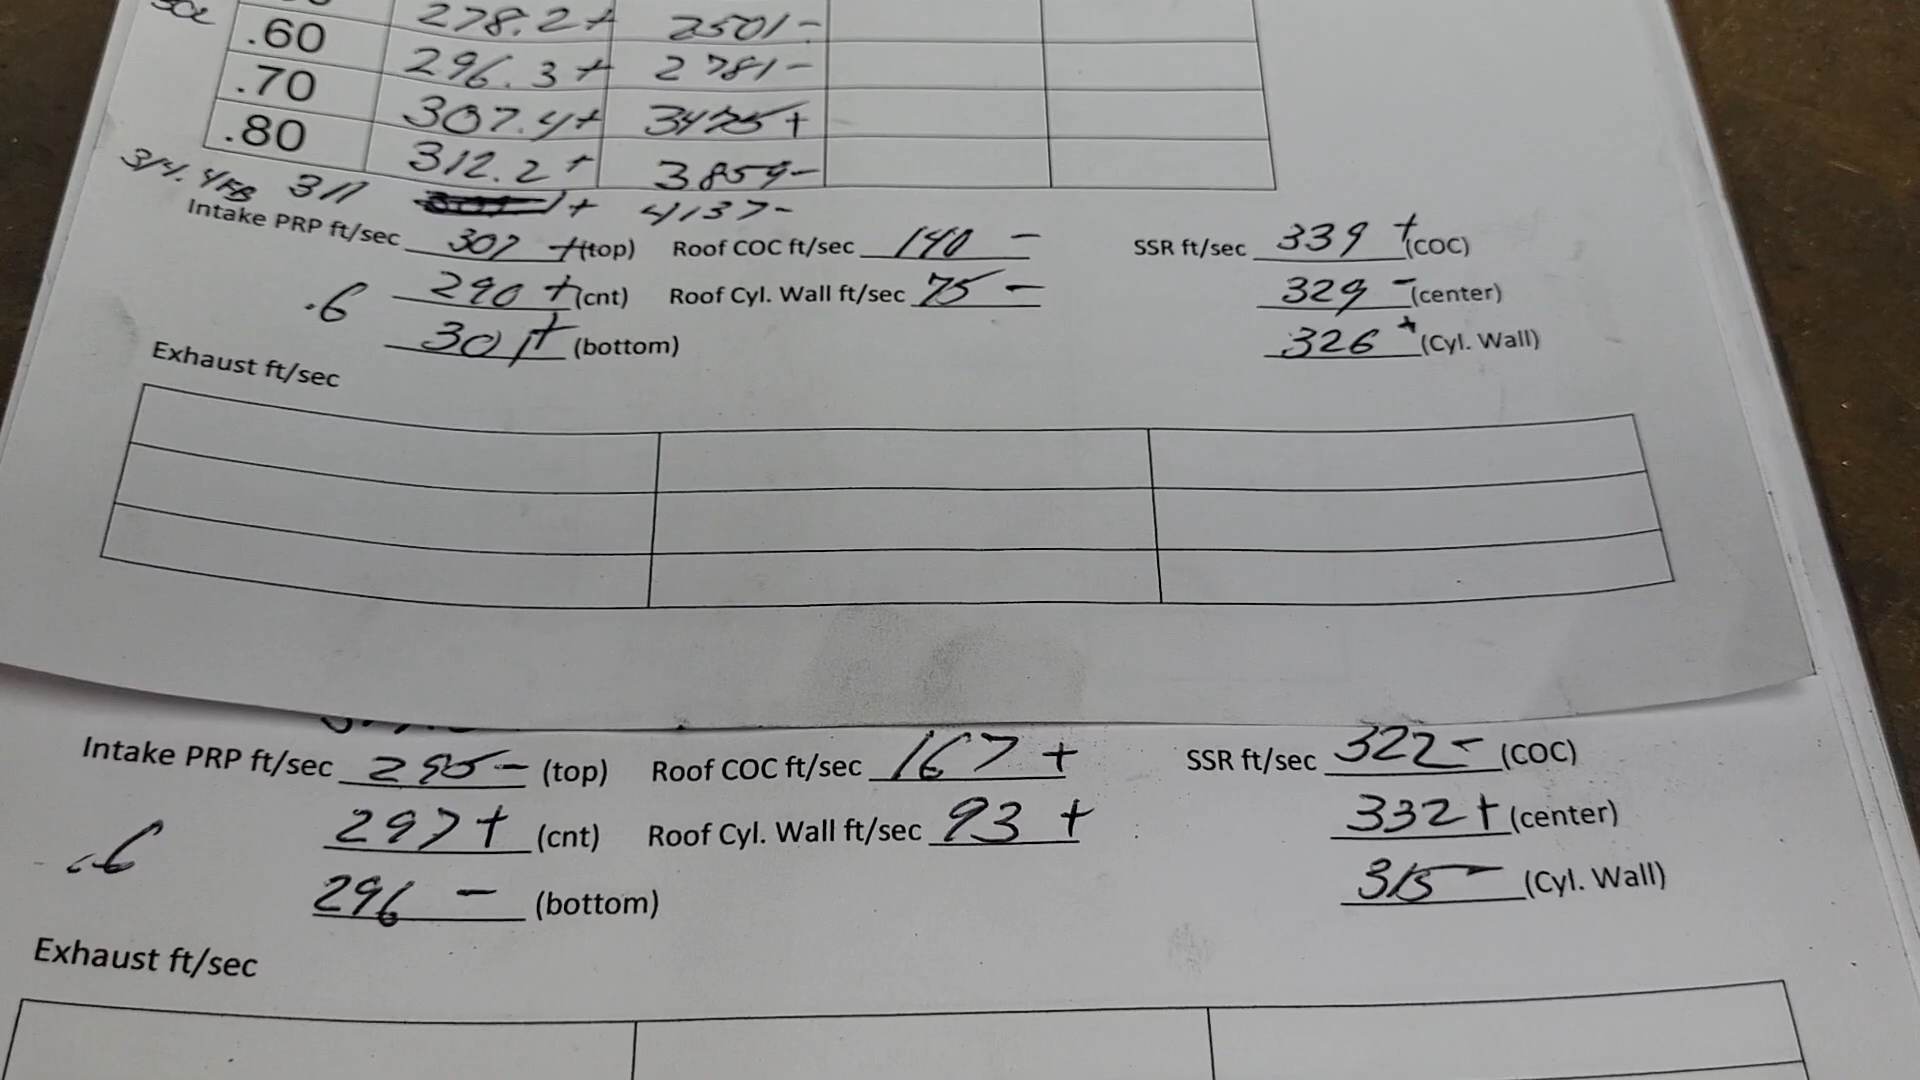 278.2+ 2501-
.60 296.3+ 2781-
.70 307.4+ 3475+
.80 312.2+ 3859-
314.4 311 + 4137-
Intake PRP ft/sec 307 +(top) Roof COC ft/sec 140 - SSR ft/sec 339 +(COC)
.6 290 +(cnt) Roof Cyl. Wall ft/sec 75 - 329 -(center)
301+ (bottom) 326 +(Cyl. Wall)
Exhaust ft/sec
Intake PRP ft/sec 295- (top) Roof COC ft/sec 167 + SSR ft/sec 322- (COC)
.6 297+ (cnt) Roof Cyl. Wall ft/sec 93 + 332+ (center)
296 - (bottom) 315- (Cyl. Wall)
Exhaust ft/sec